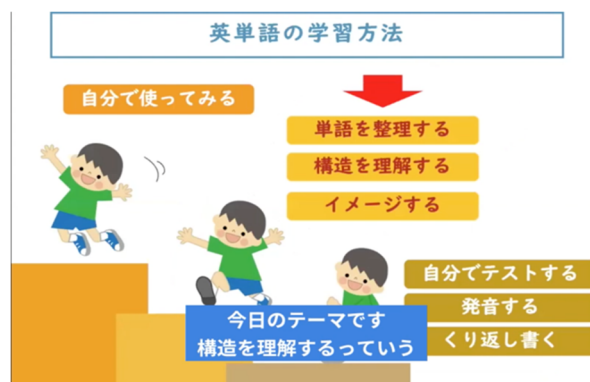 英単語の学習方法
自分で使ってみる
単語を整理する
構造を理解する
イメージする
自分でテストする
発音する
くり返し書く
今日のテーマです
構造を理解するっていう